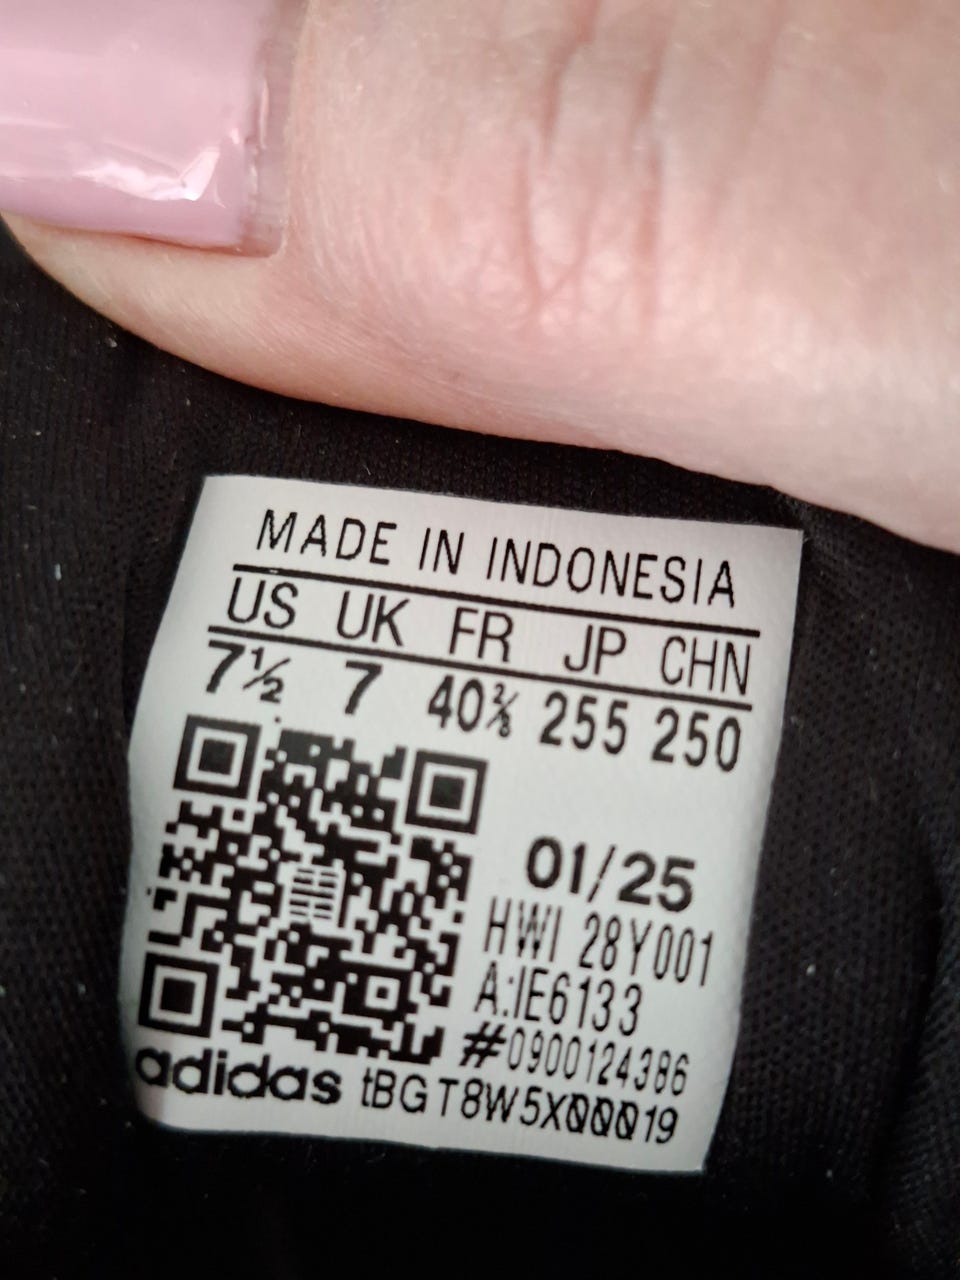 MADE IN INDONESIA
US UK FR JP CHN
7½ 7 40⅔ 255 250
01/25
HWI 28Y001
A:IE6133
#0900124386
adidas tBGT8W5X00019